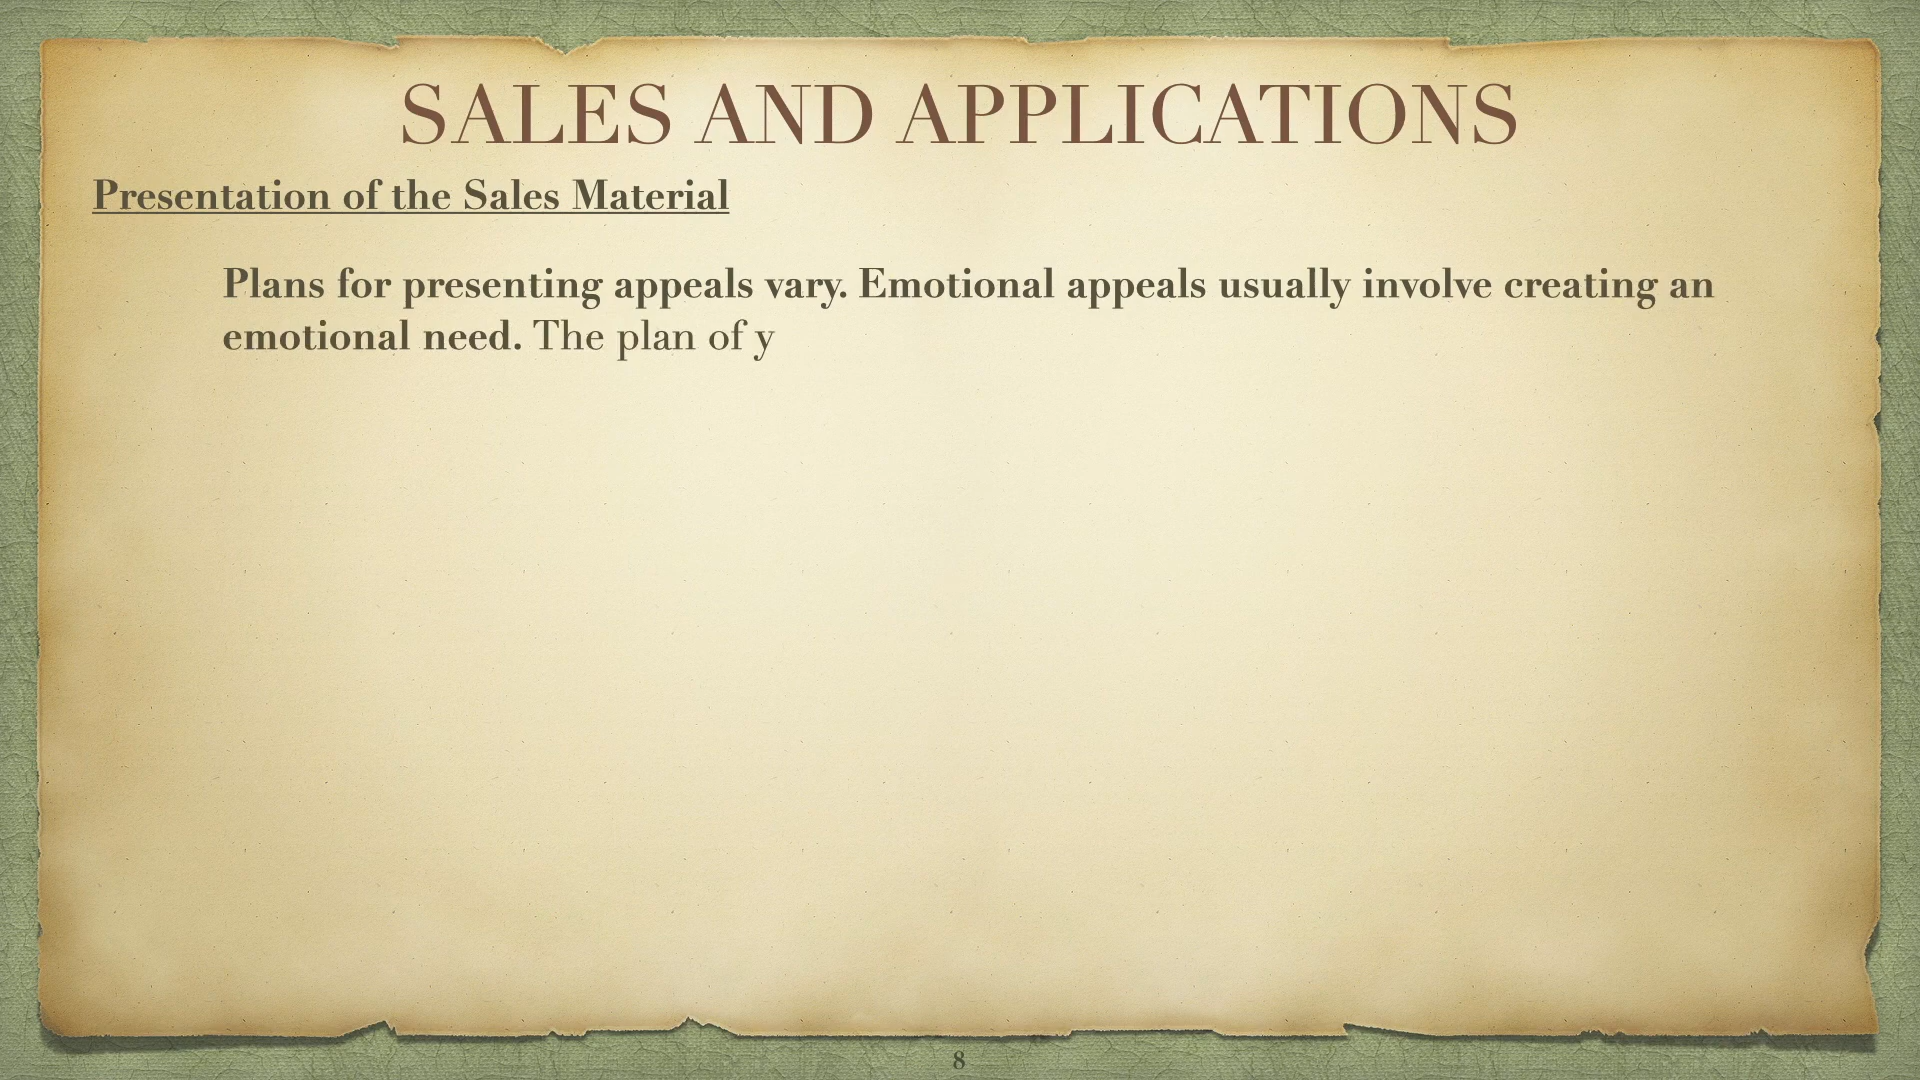 SALES AND APPLICATIONS
Presentation of the Sales Material
Plans for presenting appeals vary. Emotional appeals usually involve creating an
emotional need. The plan of y
8